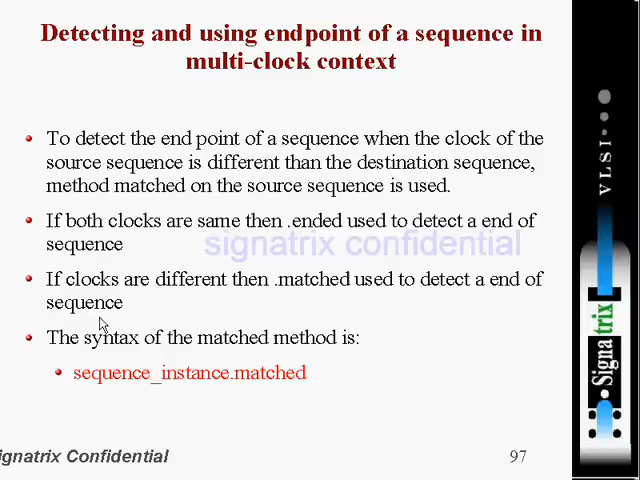 Detecting and using endpoint of a sequence in
multi-clock context
To detect the end point of a sequence when the clock of the
source sequence is different than the destination sequence,
method matched on the source sequence is used.
If both clocks are same then .ended used to detect a end of
sequence
signatrix confidential
If clocks are different then .matched used to detect a end of
sequence
The syntax of the matched method is:
sequence_instance.matched
ignatrix Confidential
97
VLSI
Signatrix